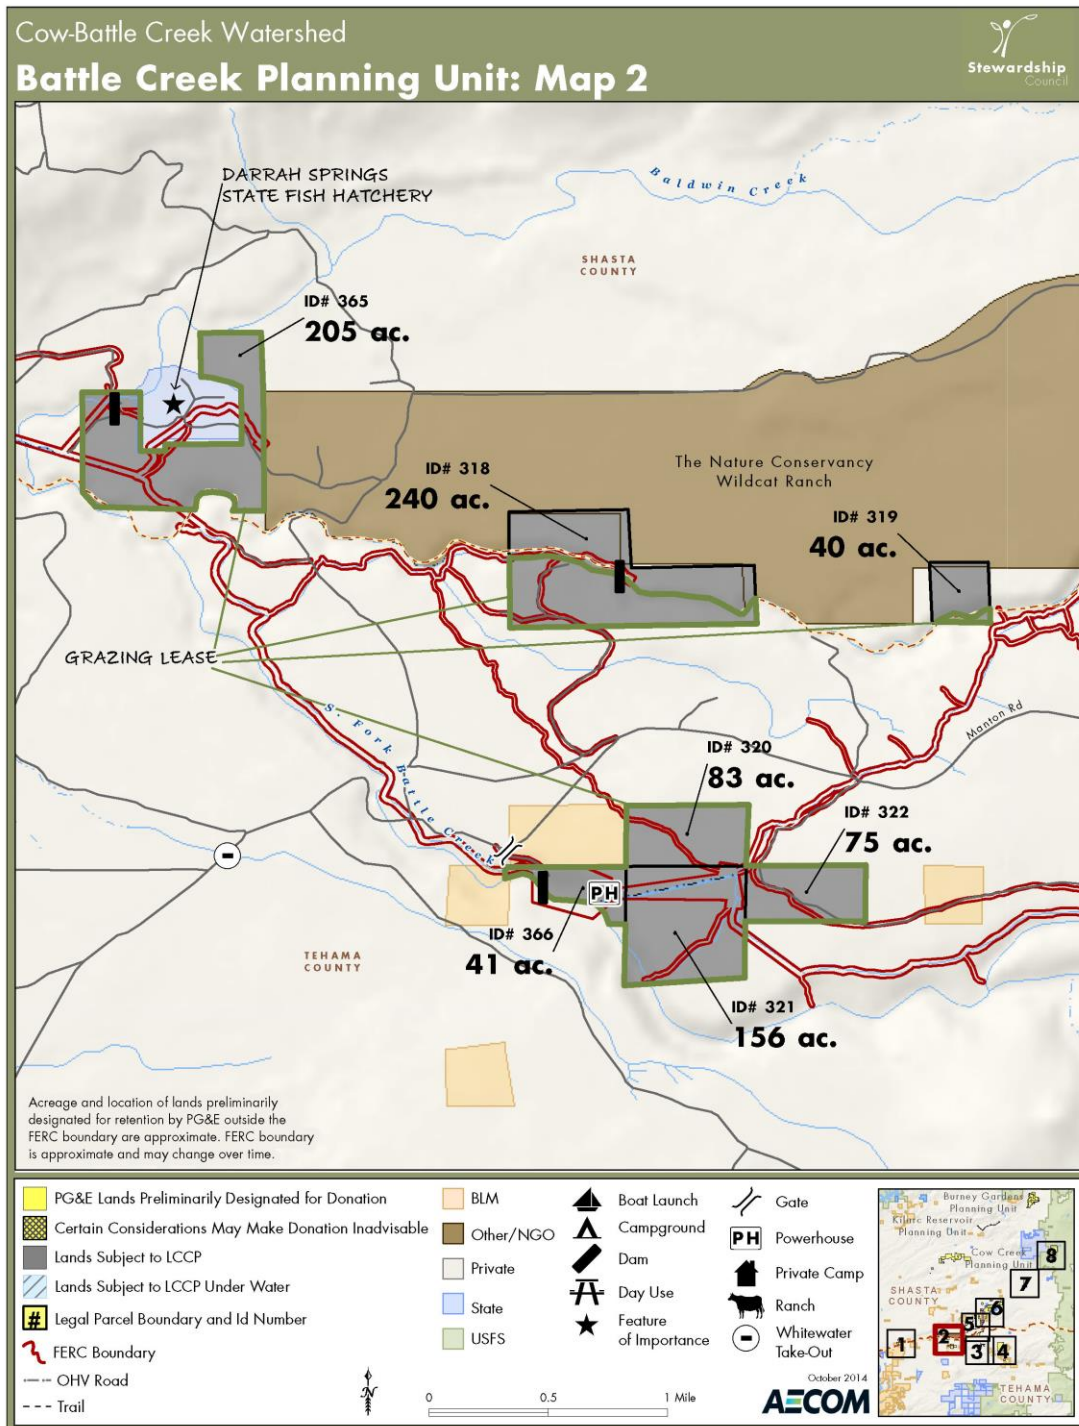 Cow-Battle Creek Watershed
Battle Creek Planning Unit: Map 2
Stewardship
Council
DARRAH SPRINGS
STATE FISH HATCHERY
Baldwin Creek
SHASTA
COUNTY
ID# 365
205 ac.
ID# 318
240 ac.
The Nature Conservancy
Wildcat Ranch
ID# 319
40 ac.
GRAZING LEASE
S. Fork Battle Creek
Manton Rd
ID# 320
83 ac.
ID# 322
75 ac.
PH
ID# 366
41 ac.
TEHAMA
COUNTY
ID# 321
156 ac.
Acreage and location of lands preliminarily
designated for retention by PG&E outside the
FERC boundary are approximate. FERC boundary
is approximate and may change over time.
PG&E Lands Preliminarily Designated for Donation
Certain Considerations May Make Donation Inadvisable
Lands Subject to LCCP
Lands Subject to LCCP Under Water
# Legal Parcel Boundary and Id Number
FERC Boundary
OHV Road
Trail
BLM
Other/NGO
Private
State
USFS
Boat Launch
Campground
Dam
Day Use
Feature
of Importance
Gate
PH Powerhouse
Private Camp
Ranch
Whitewater
Take-Out
N
0 0.5 1 Mile
October 2014
AECOM
Burney Gardens
Planning Unit
Kilarc Reservoir
Planning Unit
Cow Creek
Planning Unit
SHASTA
COUNTY
TEHAMA
COUNTY
1
2
3
4
5
6
7
8